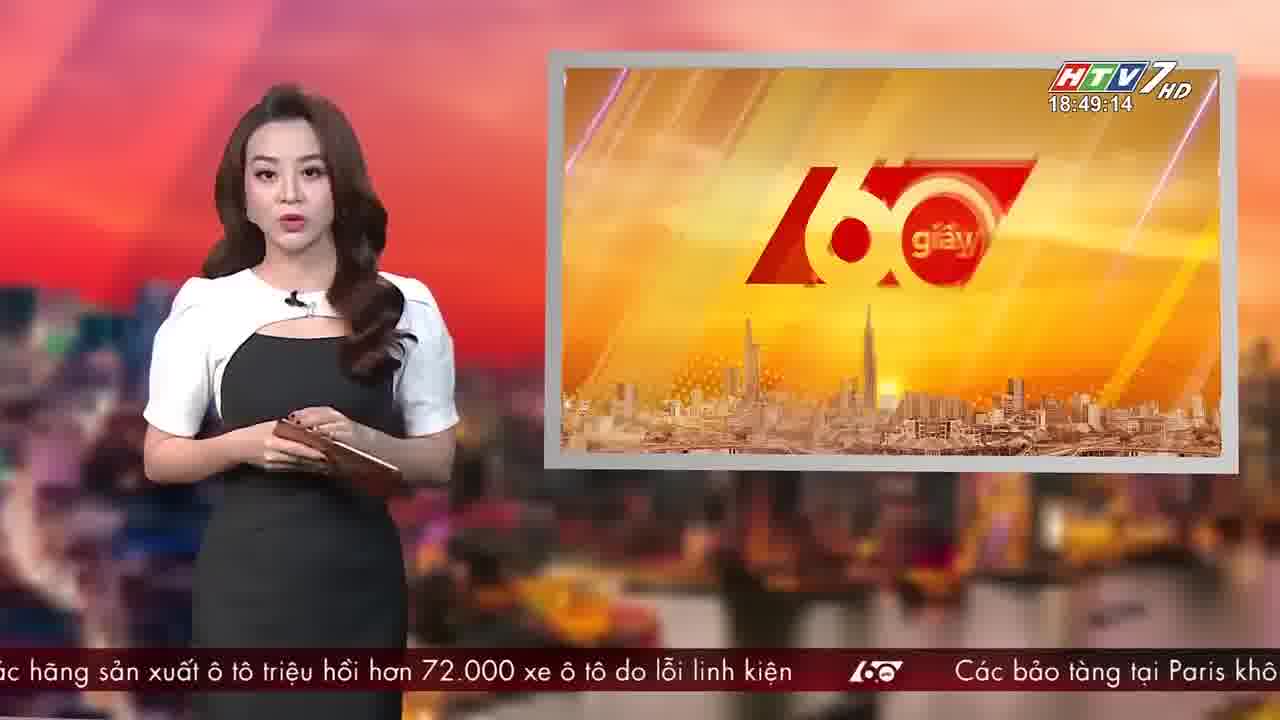 HTV7 HD
18:49:14
60
giây
ác hãng sản xuất ô tô triệu hồi hơn 72.000 xe ô tô do lỗi linh kiện 60 Các bảo tàng tại Paris khô